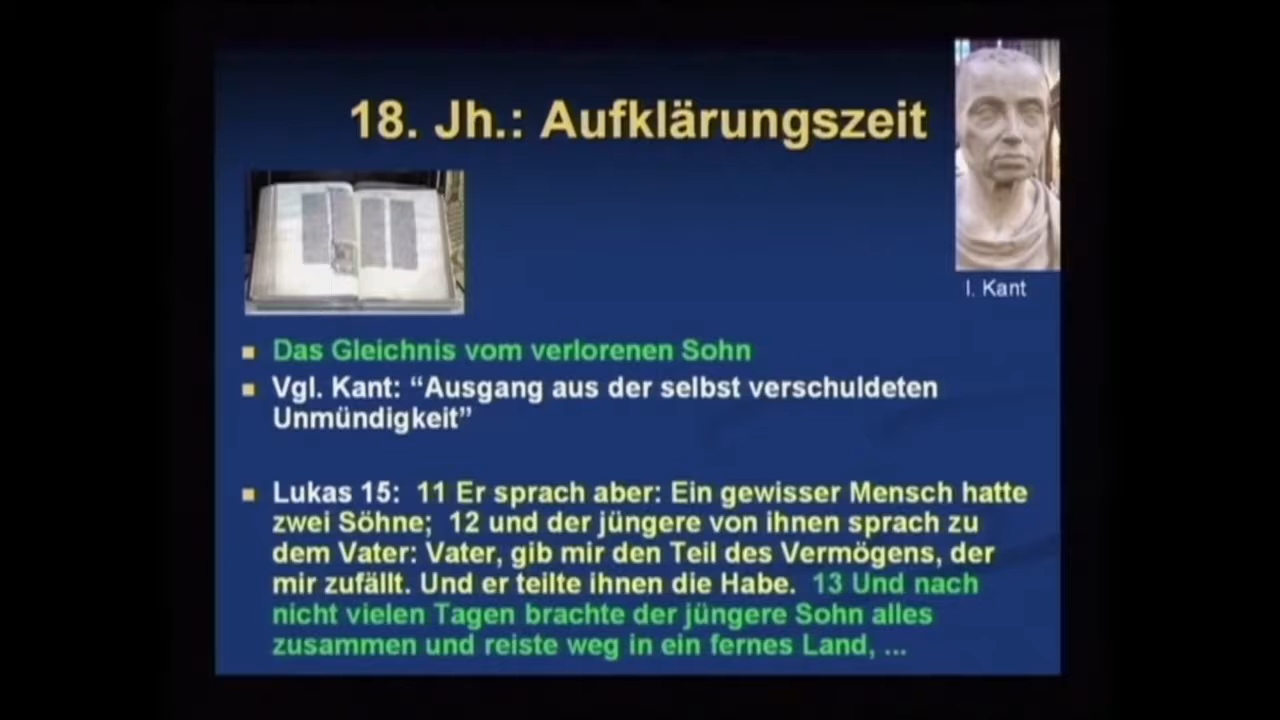 18. Jh.: Aufklärungszeit
I. Kant
Das Gleichnis vom verlorenen Sohn
Vgl. Kant: “Ausgang aus der selbst verschuldeten
Unmündigkeit”
Lukas 15: 11 Er sprach aber: Ein gewisser Mensch hatte
zwei Söhne; 12 und der jüngere von ihnen sprach zu
dem Vater: Vater, gib mir den Teil des Vermögens, der
mir zufällt. Und er teilte ihnen die Habe. 13 Und nach
nicht vielen Tagen brachte der jüngere Sohn alles
zusammen und reiste weg in ein fernes Land, ...